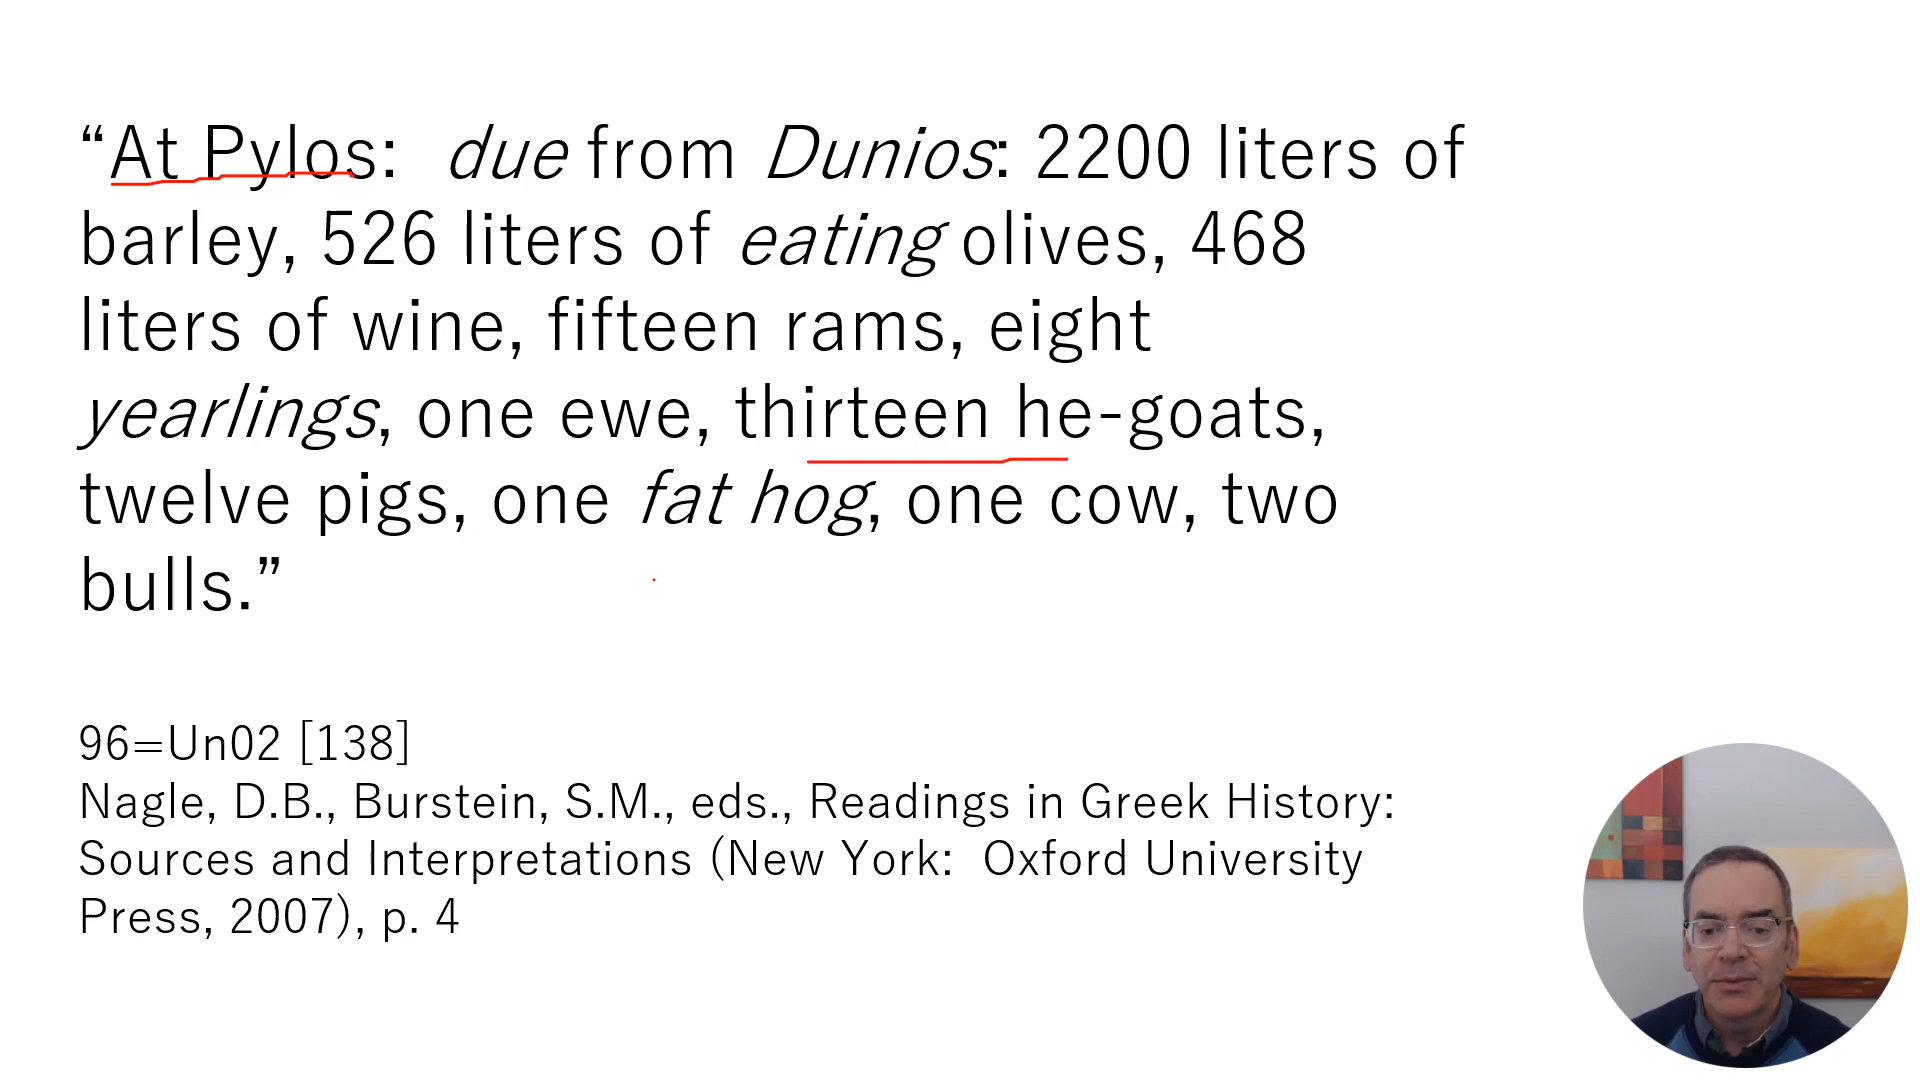 “At Pylos:  due from Dunios: 2200 liters of
barley, 526 liters of eating olives, 468
liters of wine, fifteen rams, eight
yearlings, one ewe, thirteen he-goats,
twelve pigs, one fat hog, one cow, two
bulls.”
96=Un02 [138]
Nagle, D.B., Burstein, S.M., eds., Readings in Greek History:
Sources and Interpretations (New York:  Oxford University
Press, 2007), p. 4